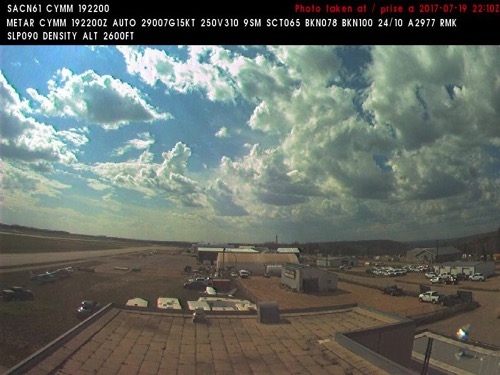 SACN61 CYMM 192200
Photo taken at / prise a 2017-07-19 22:10Z
METAR CYMM 192200Z AUTO 29007G15KT 250V310 9SM SCT065 BKN078 BKN100 24/10 A2977 RMK
SLP090 DENSITY ALT 2600FT